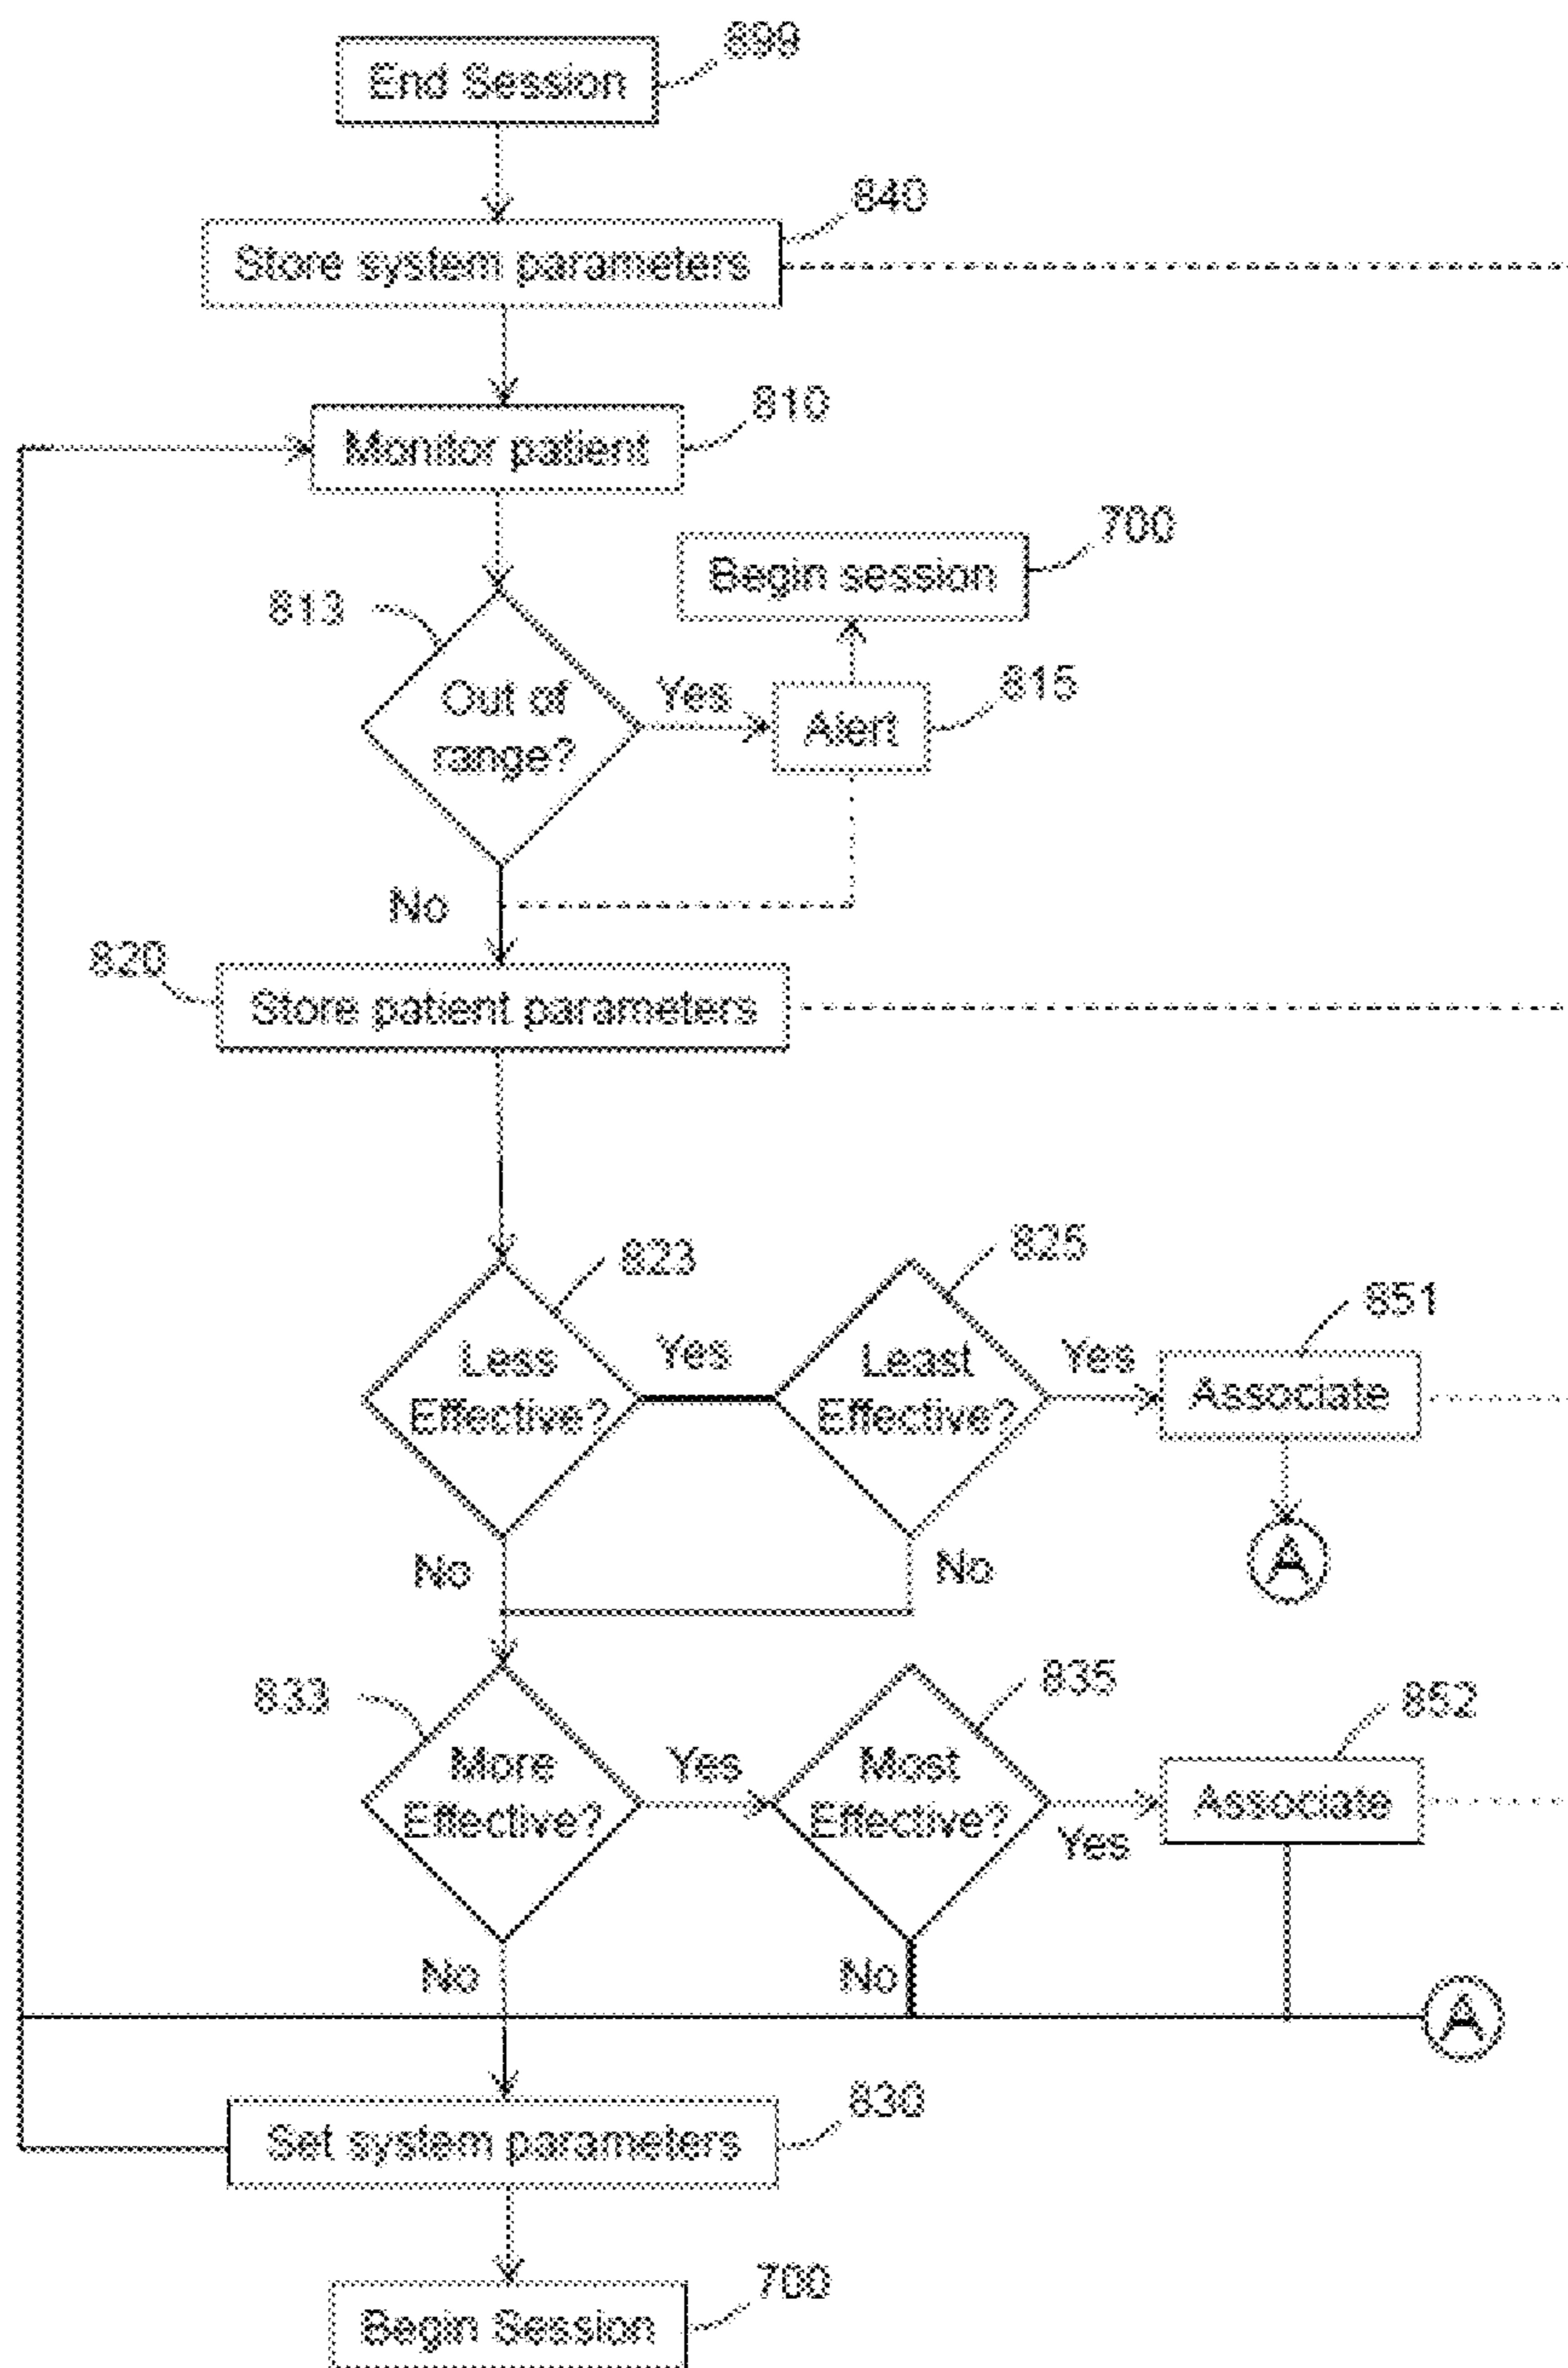 End Session
899
Store system parameters
840
Monitor patient
810
Begin session
700
813
Out of
range?
Yes
Alert
815
No
820
Store patient parameters
823
825
851
Less
Effective?
Yes
Least
Effective?
Yes
Associate
No
No
A
833
835
852
More
Effective?
Yes
Most
Effective?
Yes
Associate
No
No
A
Set system parameters
830
Begin Session
700